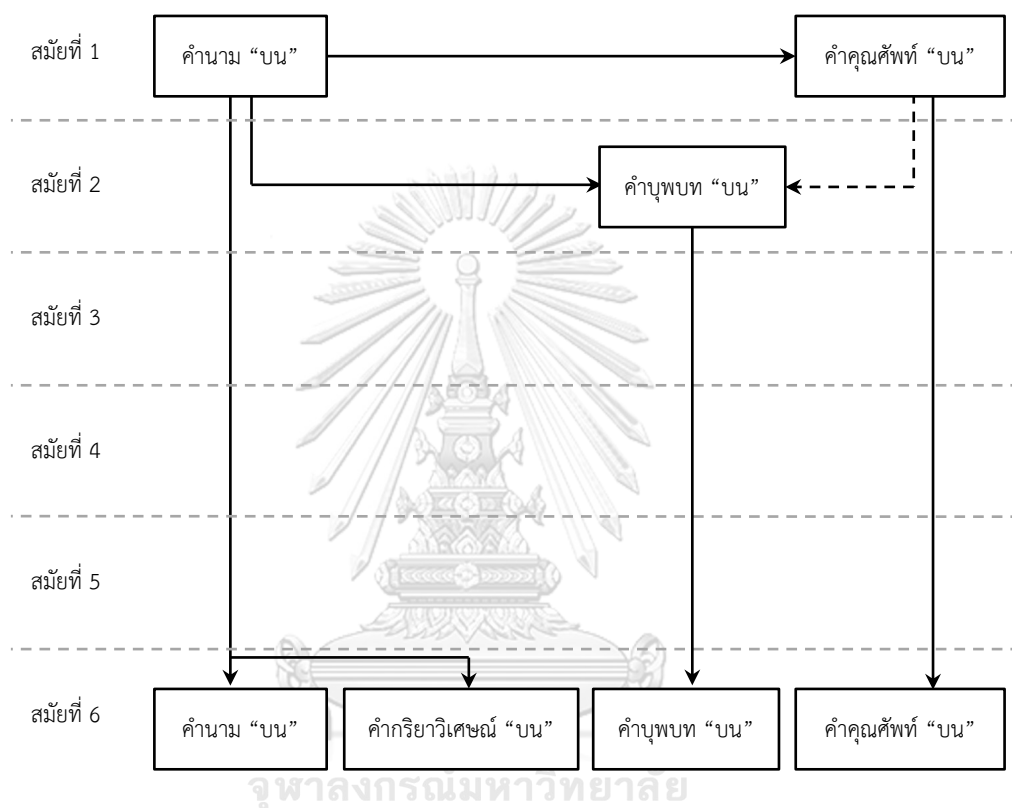 สมัยที่ 1
คำนาม “บน”
คำคุณศัพท์ “บน”
สมัยที่ 2
คำบุพบท “บน”
สมัยที่ 3
สมัยที่ 4
สมัยที่ 5
สมัยที่ 6
คำนาม “บน”
คำกริยาวิเศษณ์ “บน”
คำบุพบท “บน”
คำคุณศัพท์ “บน”
จุฬาลงกรณ์มหาวิทยาลัย